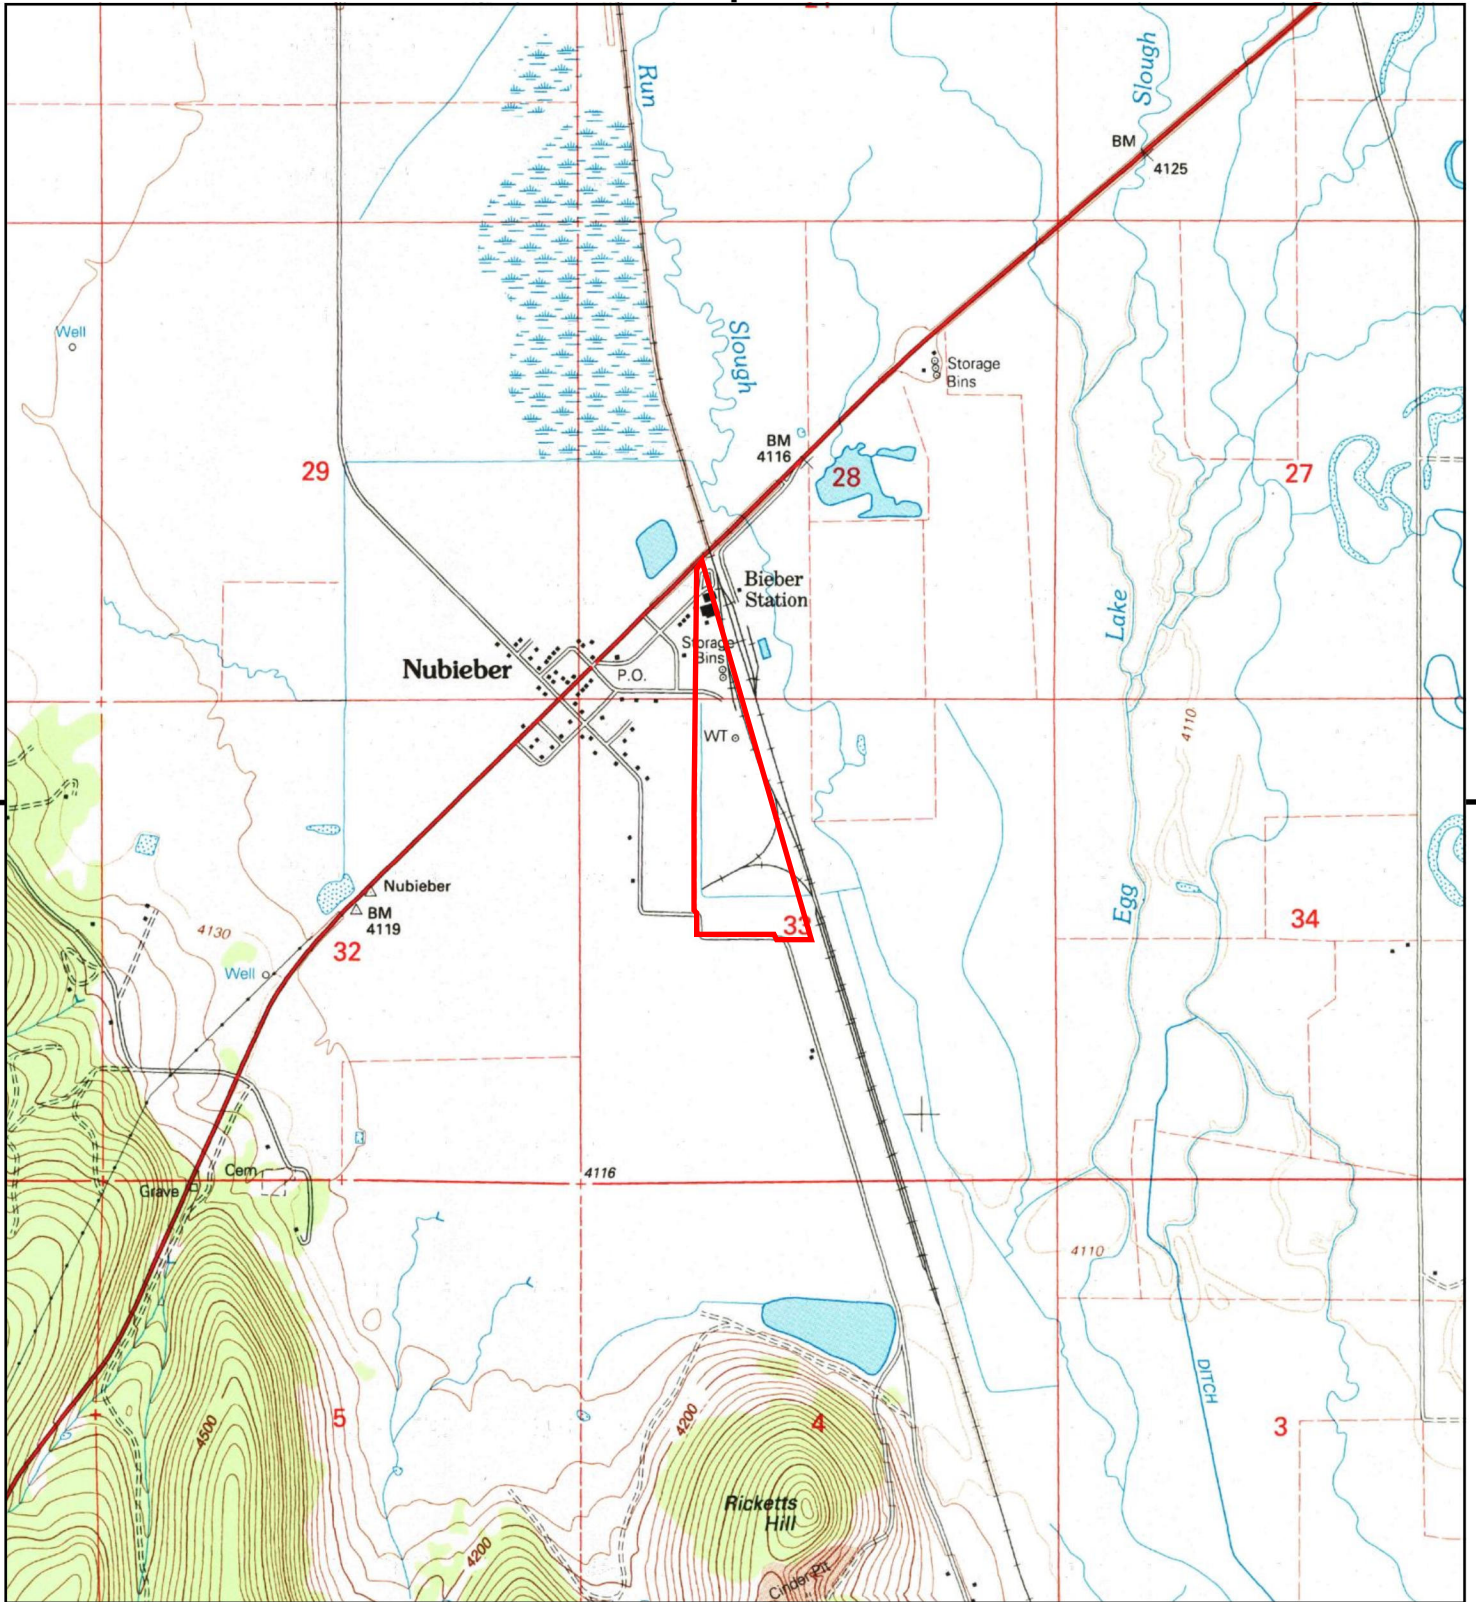 Run
Slough
BM
4125
Well
Slough
Storage
Bins
BM
4116
29
28
27
Bieber
Station
Lake
Storage
Bins
Nubieber
P.O.
4110
WT
Nubieber
BM
4119
Egg
4130
33
34
32
Well
Cem
4116
Grave
4110
DITCH
4200
5
4
3
4500
Ricketts
Hill
4200
Cinder Pit